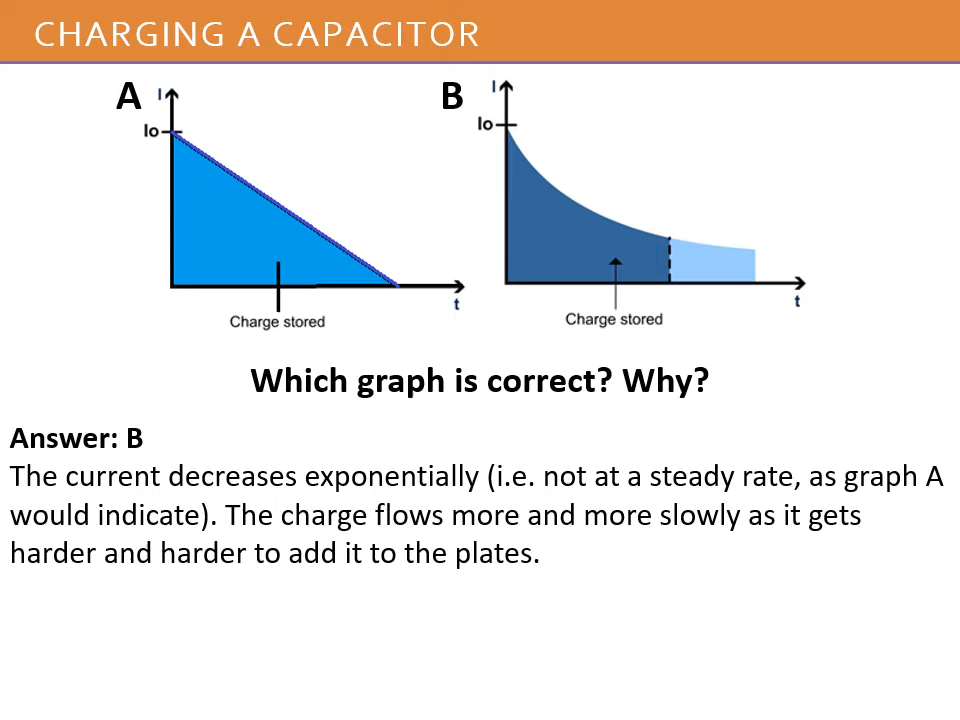 CHARGING A CAPACITOR
A
I
Io
t
Charge stored
B
I
Io
t
Charge stored
Which graph is correct? Why?
Answer: B
The current decreases exponentially (i.e. not at a steady rate, as graph A
would indicate). The charge flows more and more slowly as it gets
harder and harder to add it to the plates.